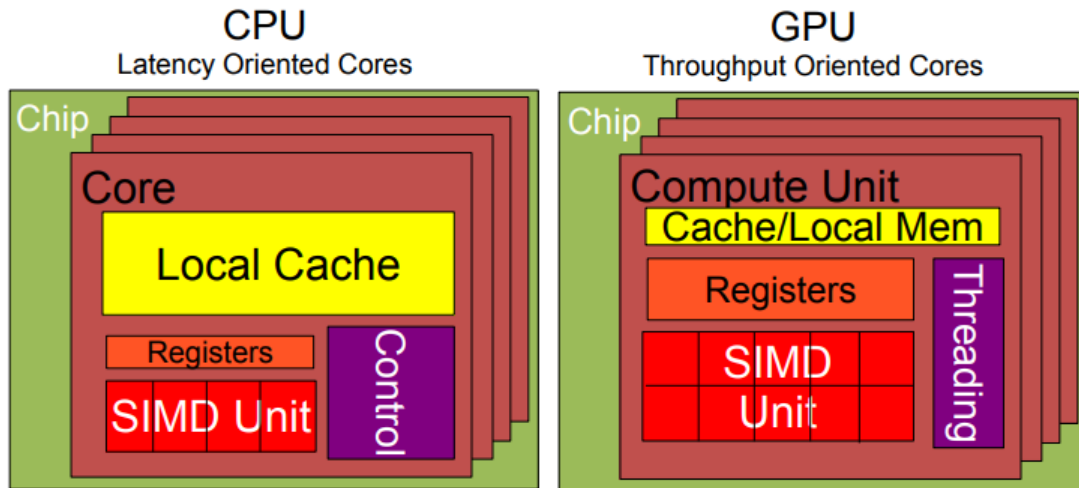 CPU
Latency Oriented Cores
Chip
Core
Local Cache
Registers
SIMD Unit
Control
GPU
Throughput Oriented Cores
Chip
Compute Unit
Cache/Local Mem
Registers
SIMD
Unit
Threading